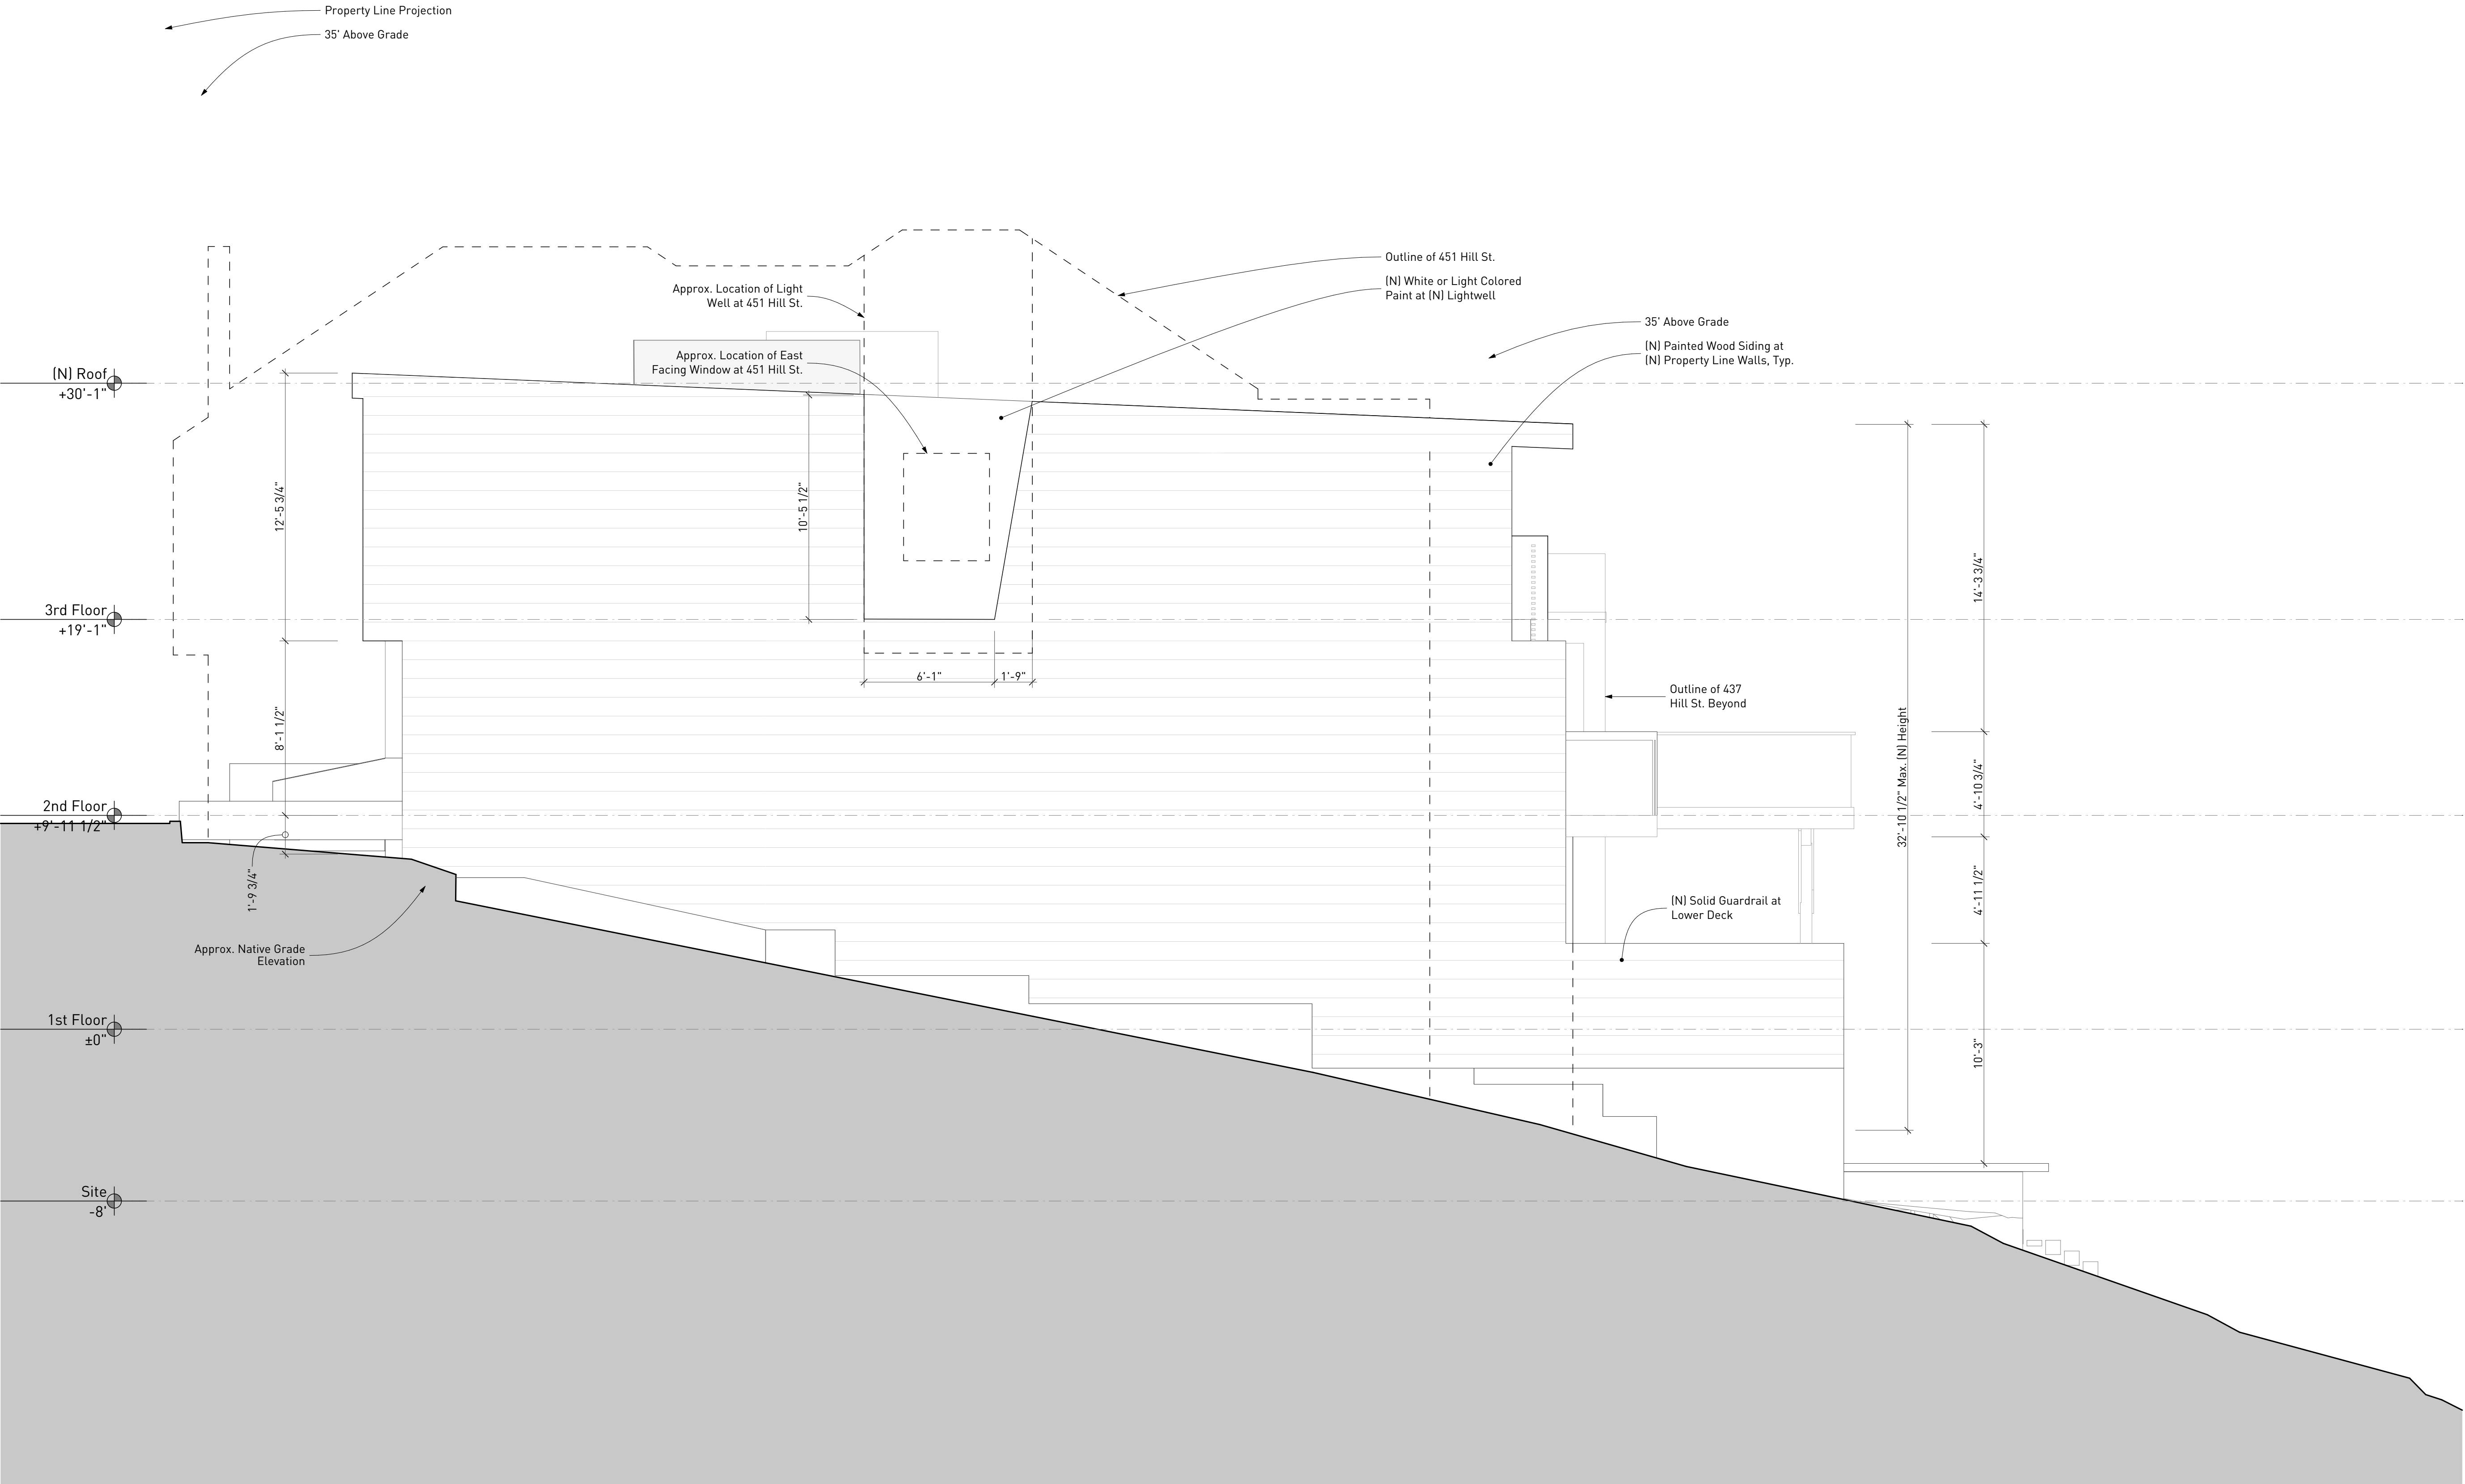 Property Line Projection
35' Above Grade
Outline of 451 Hill St.
(N) White or Light Colored
Paint at (N) Lightwell
Approx. Location of Light
Well at 451 Hill St.
35' Above Grade
(N) Painted Wood Siding at
(N) Property Line Walls, Typ.
Approx. Location of East
Facing Window at 451 Hill St.
(N) Roof
+30'-1"
12'-5 3/4"
10'-5 1/2"
14'-3 3/4"
3rd Floor
+19'-1"
6'-1"
1'-9"
Outline of 437
Hill St. Beyond
8'-1 1/2"
32'-10 1/2" Max. (N) Height
4'-10 3/4"
2nd Floor
+9'-11 1/2"
1'-9 3/4"
4'-11 1/2"
(N) Solid Guardrail at
Lower Deck
Approx. Native Grade
Elevation
1st Floor
±0"
10'-3"
Site
-8'